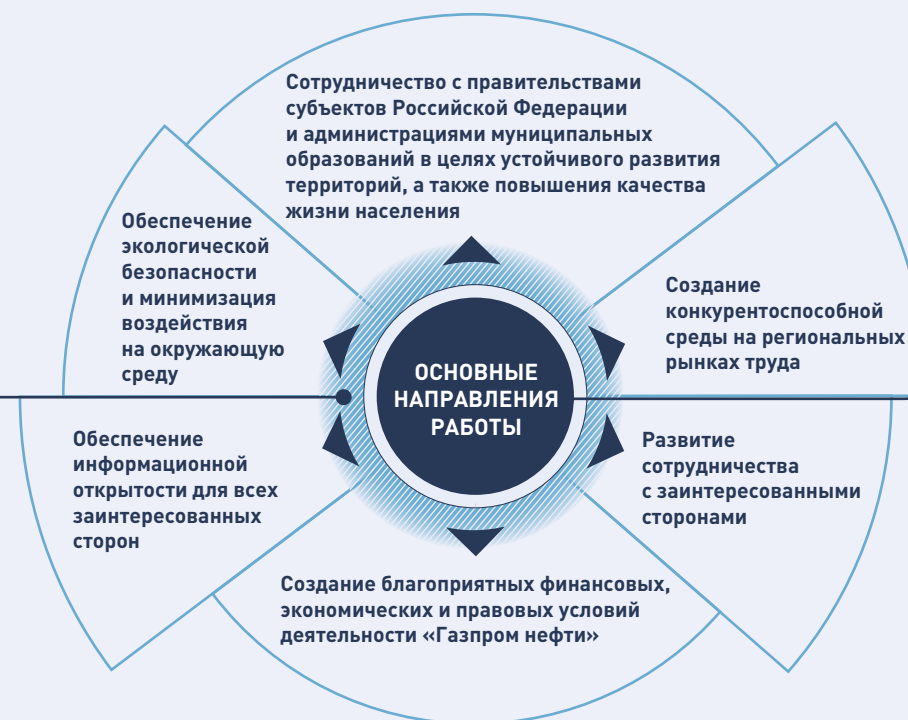 Сотрудничество с правительствами
субъектов Российской Федерации
и администрациями муниципальных
образований в целях устойчивого развития
территорий, а также повышения качества
жизни населения
Обеспечение
экологической
безопасности
и минимизация
воздействия
на окружающую
среду
Создание
конкурентоспособной
среды на региональных
рынках труда
ОСНОВНЫЕ
НАПРАВЛЕНИЯ
РАБОТЫ
Обеспечение
информационной
открытости для всех
заинтересованных
сторон
Развитие
сотрудничества
с заинтересованными
сторонами
Создание благоприятных финансовых,
экономических и правовых условий
деятельности «Газпром нефти»